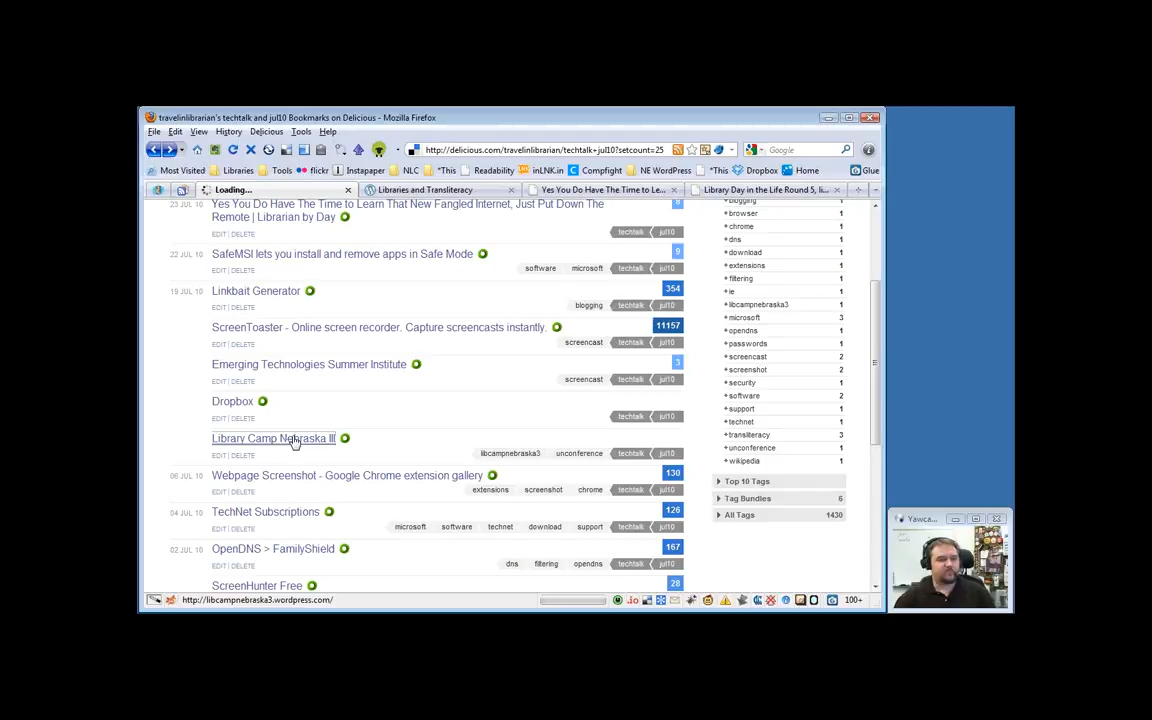 travelinlibrarian's techtalk and jul10 Bookmarks on Delicious - Mozilla Firefox
File Edit View History Delicious Tools Help
http://delicious.com/travelinlibrarian/techtalk+jul10?setcount=25 Google
Most Visited Libraries Tools flickr Instapaper NLC *This Readability inLNK.in Compfight NE WordPress *This Dropbox Home Glue
Loading... Libraries and Transliteracy Yes You Do Have The Time to Le... Library Day in the Life Round 5, li...
23 JUL 10 Yes You Do Have The Time to Learn That New Fangled Internet, Just Put Down The 8
Remote | Librarian by Day
EDIT | DELETE techtalk jul10
22 JUL 10 SafeMSI lets you install and remove apps in Safe Mode 9
EDIT | DELETE software microsoft techtalk jul10
19 JUL 10 Linkbait Generator 354
EDIT | DELETE blogging techtalk jul10
ScreenToaster - Online screen recorder. Capture screencasts instantly. 11157
EDIT | DELETE screencast techtalk jul10
Emerging Technologies Summer Institute 3
EDIT | DELETE screencast techtalk jul10
Dropbox
EDIT | DELETE techtalk jul10
Library Camp Nebraska III
EDIT | DELETE libcampnebraska3 unconference techtalk jul10
06 JUL 10 Webpage Screenshot - Google Chrome extension gallery 130
EDIT | DELETE extensions screenshot chrome techtalk jul10
04 JUL 10 TechNet Subscriptions 126
EDIT | DELETE microsoft software technet download support techtalk jul10
02 JUL 10 OpenDNS > FamilyShield 167
EDIT | DELETE dns filtering opendns techtalk jul10
ScreenHunter Free 28
blogging 1
browser 1
chrome 1
dns 1
download 1
extensions 1
filtering 1
ie 1
libcampnebraska3 1
microsoft 3
opendns 1
passwords 1
screencast 2
screenshot 2
security 1
software 2
support 1
technet 1
transliteracy 3
unconference 1
wikipedia 1
Top 10 Tags
Tag Bundles 6
All Tags 1430
Yawca...
http://libcampnebraska3.wordpress.com/ .io 100+